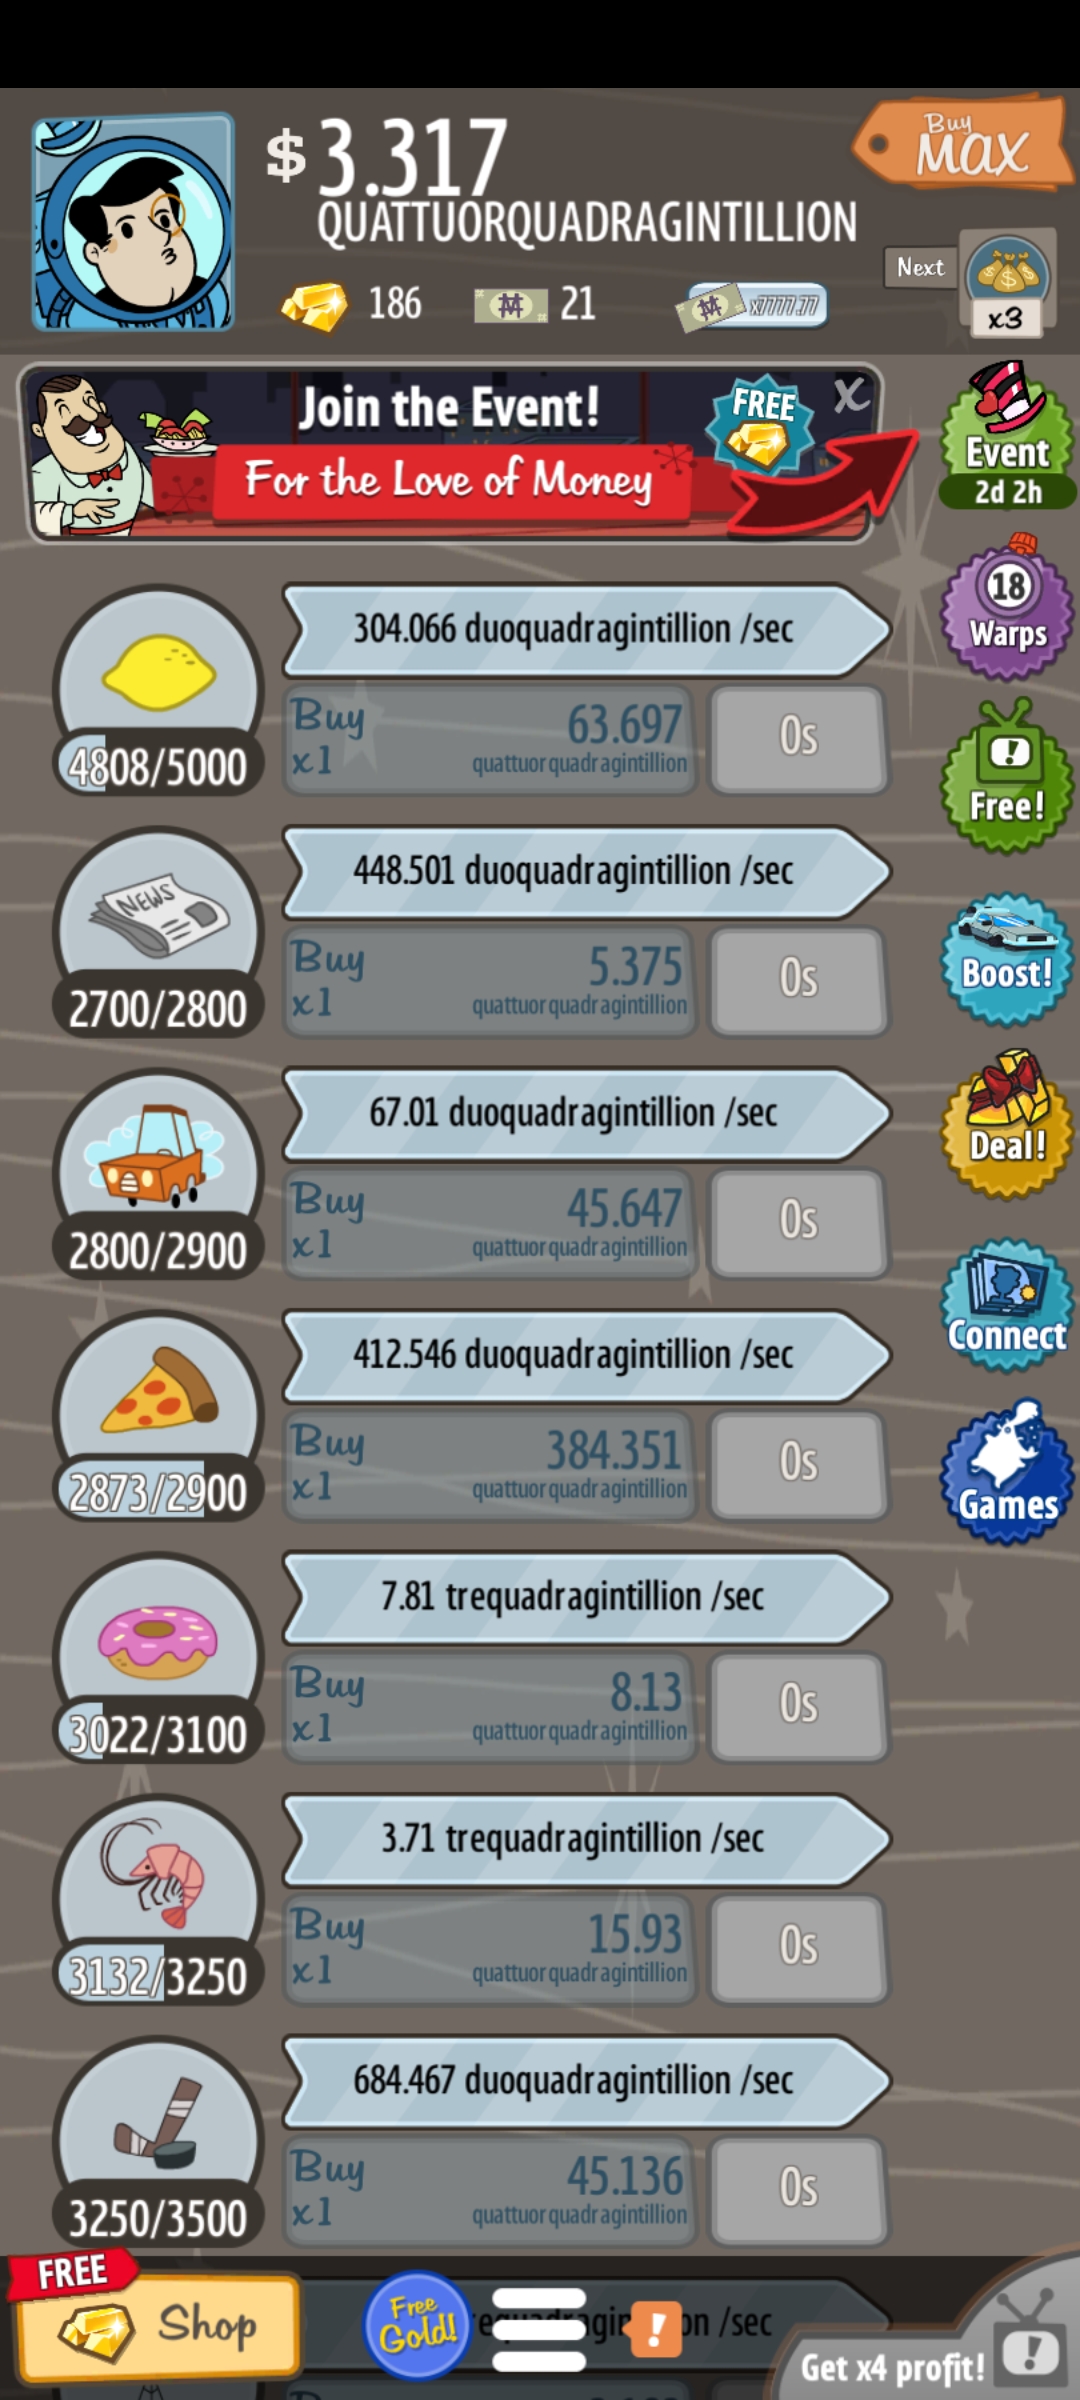 $ 3.317
QUATTUORQUADRAGINTILLION
Buy
MAX
186
21
x7777.77
Next
x3
Join the Event!
For the Love of Money
FREE
X
Event
2d 2h
304.066 duoquadragintillion /sec
Buy
x1
63.697
quattuorquadragintillion
0s
4808/5000
18
Warps
Free!
NEWS
448.501 duoquadragintillion /sec
Buy
x1
5.375
quattuorquadragintillion
0s
2700/2800
Boost!
67.01 duoquadragintillion /sec
Buy
x1
45.647
quattuorquadragintillion
0s
2800/2900
Deal!
412.546 duoquadragintillion /sec
Buy
x1
384.351
quattuorquadragintillion
0s
2873/2900
Connect
Games
7.81 trequadragintillion /sec
Buy
x1
8.13
quattuorquadragintillion
0s
3022/3100
3.71 trequadragintillion /sec
Buy
x1
15.93
quattuorquadragintillion
0s
3132/3250
684.467 duoquadragintillion /sec
Buy
x1
45.136
quattuorquadragintillion
0s
3250/3500
FREE
Shop
Free
Gold!
/sec
Get x4 profit!